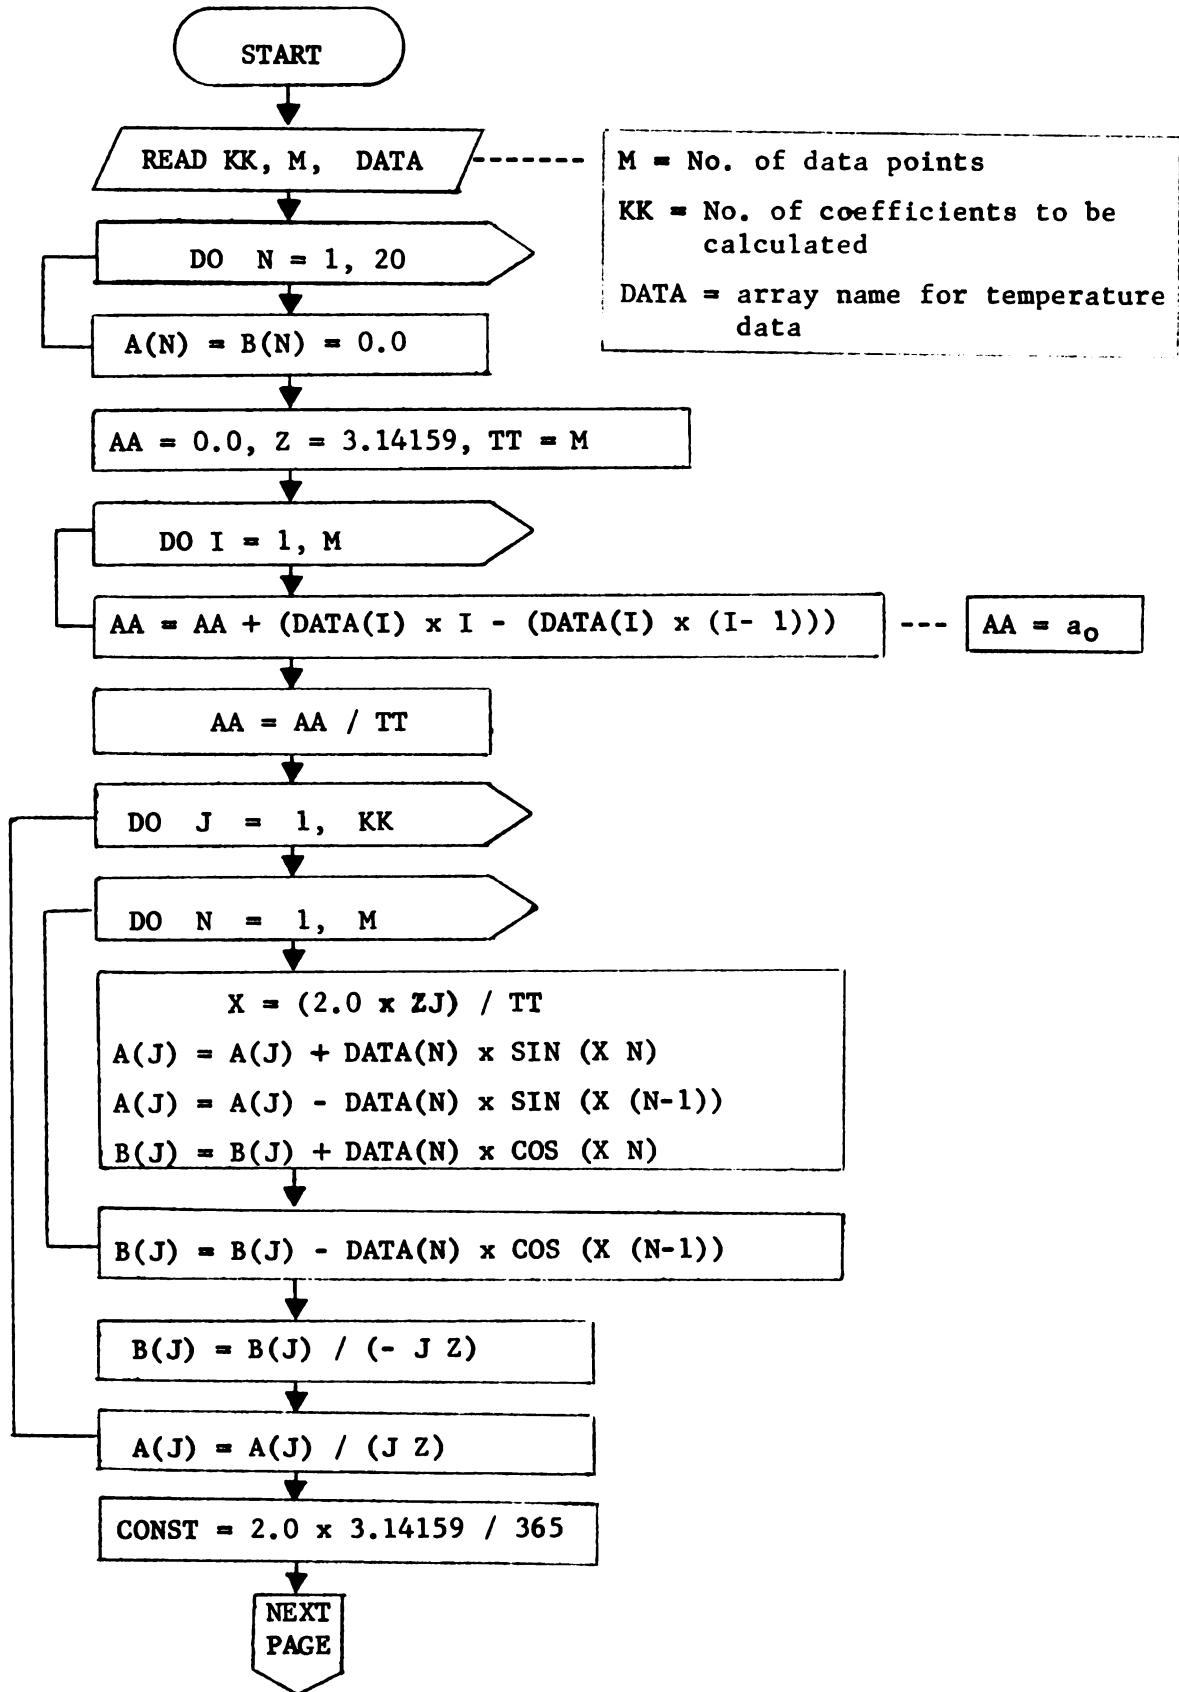 START
READ KK, M, DATA
M = No. of data points
KK = No. of coefficients to be
calculated
DATA = array name for temperature
data
DO N = 1, 20
A(N) = B(N) = 0.0
AA = 0.0, Z = 3.14159, TT = M
DO I = 1, M
AA = AA + (DATA(I) x I - (DATA(I) x (I- 1)))
AA = a₀
AA = AA / TT
DO J = 1, KK
DO N = 1, M
X = (2.0 x ZJ) / TT
A(J) = A(J) + DATA(N) x SIN (X N)
A(J) = A(J) - DATA(N) x SIN (X (N-1))
B(J) = B(J) + DATA(N) x COS (X N)
B(J) = B(J) - DATA(N) x COS (X (N-1))
B(J) = B(J) / (- J Z)
A(J) = A(J) / (J Z)
CONST = 2.0 x 3.14159 / 365
NEXT
PAGE